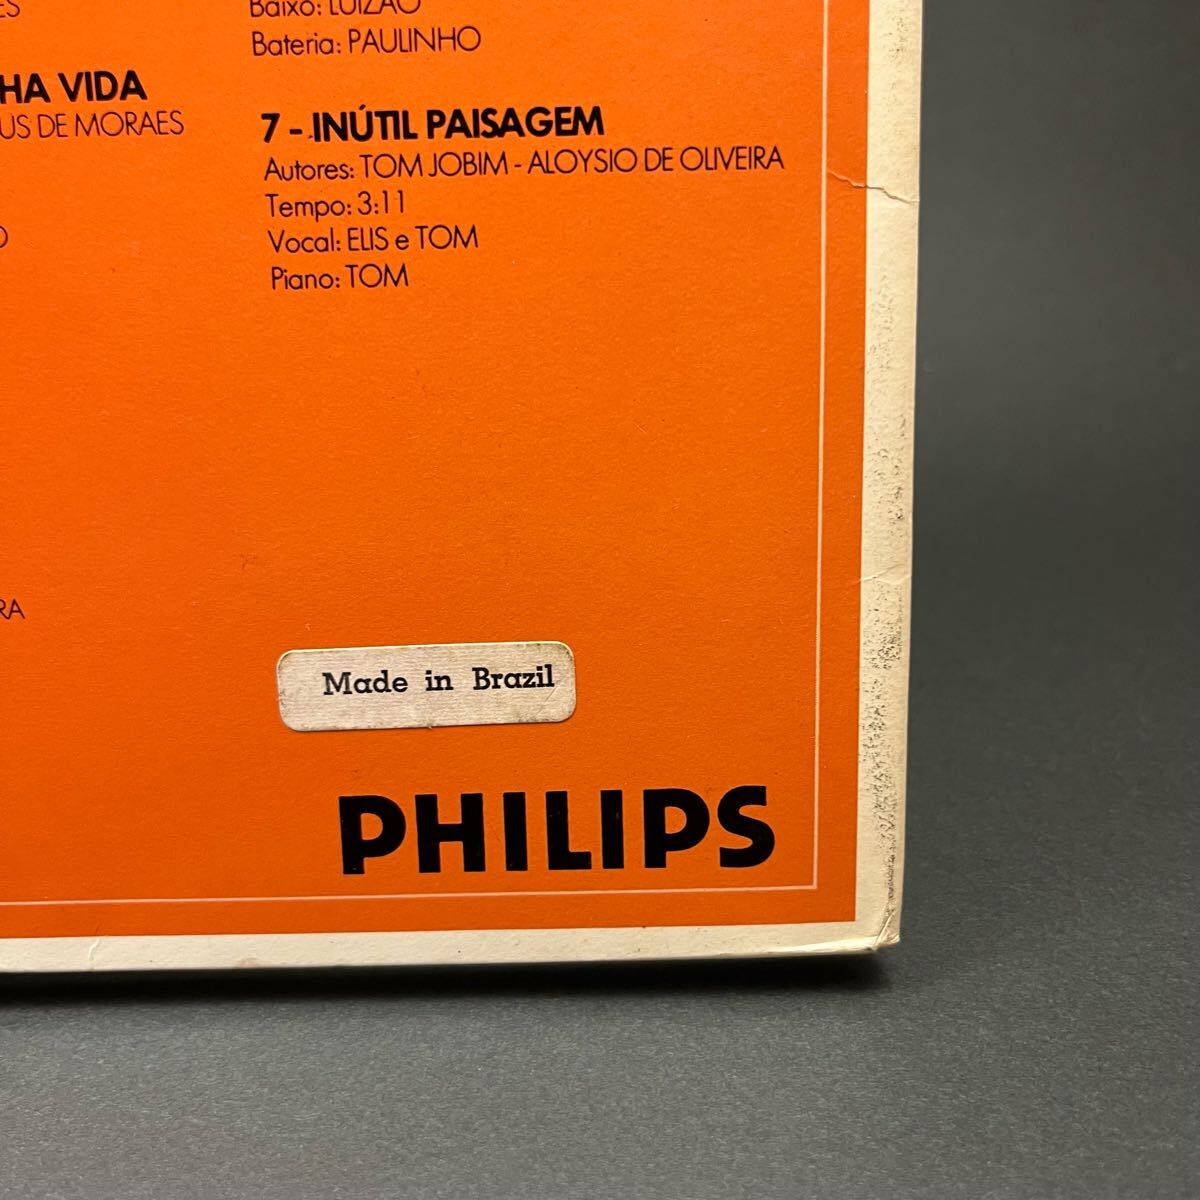 Baixo: LUIZÃO
Bateria: PAULINHO
HA VIDA
US DE MORAES
7 - INÚTIL PAISAGEM
Autores: TOM JOBIM - ALOYSIO DE OLIVEIRA
Tempo: 3:11
Vocal: ELIS e TOM
Piano: TOM
RA
Made in Brazil
PHILIPS